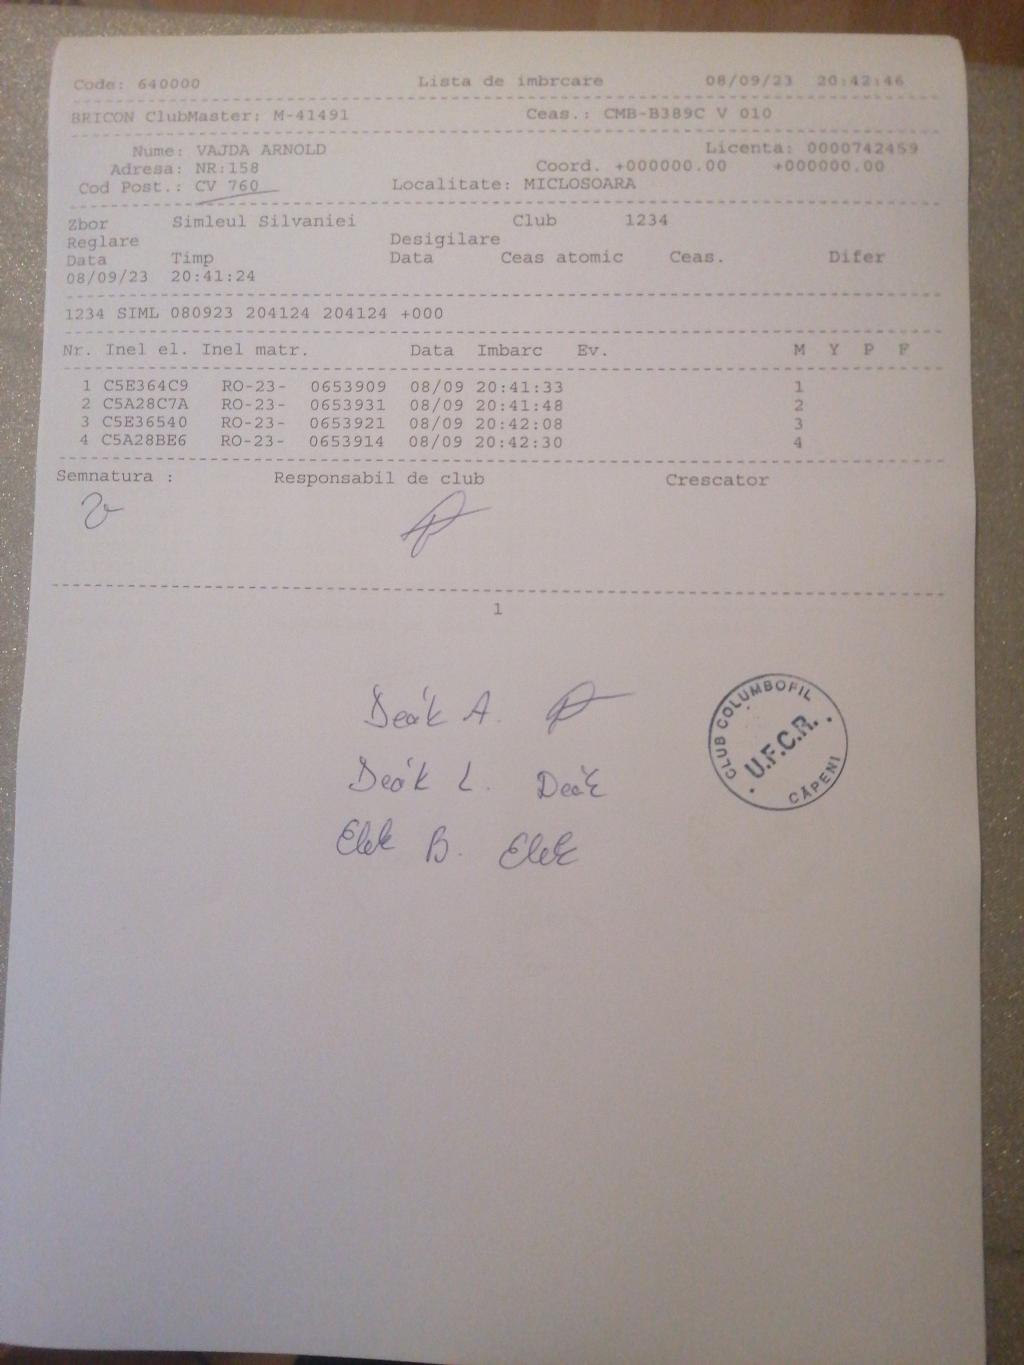 Code: 640000 Lista de imbrcare 08/09/23 20:42:46
BRICON ClubMaster: M-41491 Ceas.: CMB-B389C V 010
Nume: VAJDA ARNOLD Licenta: 0000742459
Adresa: NR:158 Coord. +000000.00 +000000.00
Cod Post.: CV 760 Localitate: MICLOSOARA
Zbor Simleul Silvaniei Club 1234
Reglare Desigilare
Data Timp Data Ceas atomic Ceas. Difer
08/09/23 20:41:24
1234 SIML 080923 204124 204124 +000
Nr. Inel el. Inel matr. Data Imbarc Ev. M Y P F
1 C5E364C9 RO-23- 0653909 08/09 20:41:33 1
2 C5A28C7A RO-23- 0653931 08/09 20:41:48 2
3 C5E36540 RO-23- 0653921 08/09 20:42:08 3
4 C5A28BE6 RO-23- 0653914 08/09 20:42:30 4
Semnatura : Responsabil de club Crescator
1
Deák A.
Deák L. Deák
Elek B. Elek
CLUB COLUMBOFIL
U.F.C.R.
CĂPENI